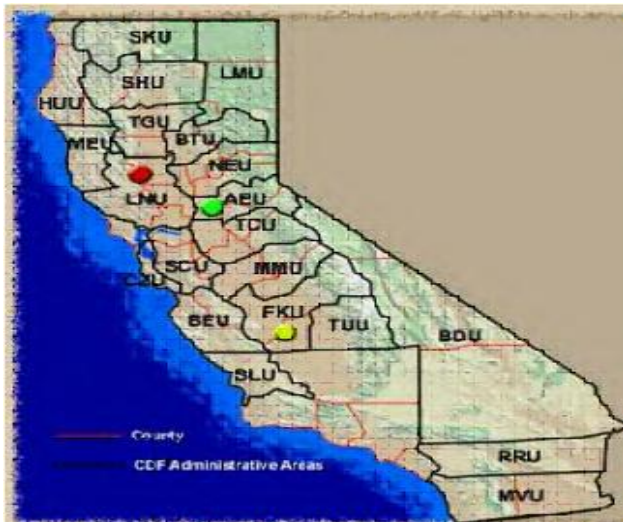 SKU
SHU
LMU
HUU
TGU
MEU
BTU
NEU
LNU
AEU
TCU
SCU
MMU
CZU
BEU
FKU
TUU
BDU
SLU
County
CDF Administrative Areas
RRU
MVU